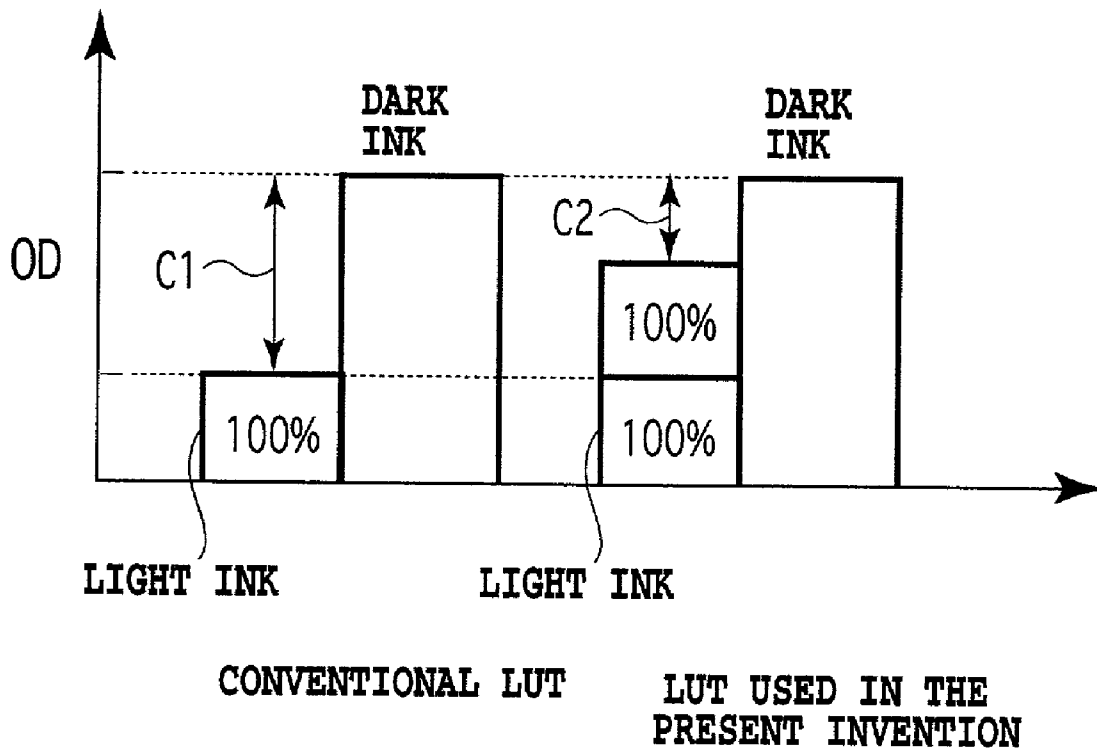 DARK
INK
DARK
INK
OD
C1
C2
100%
100%
100%
LIGHT INK
LIGHT INK
CONVENTIONAL LUT
LUT USED IN THE
PRESENT INVENTION